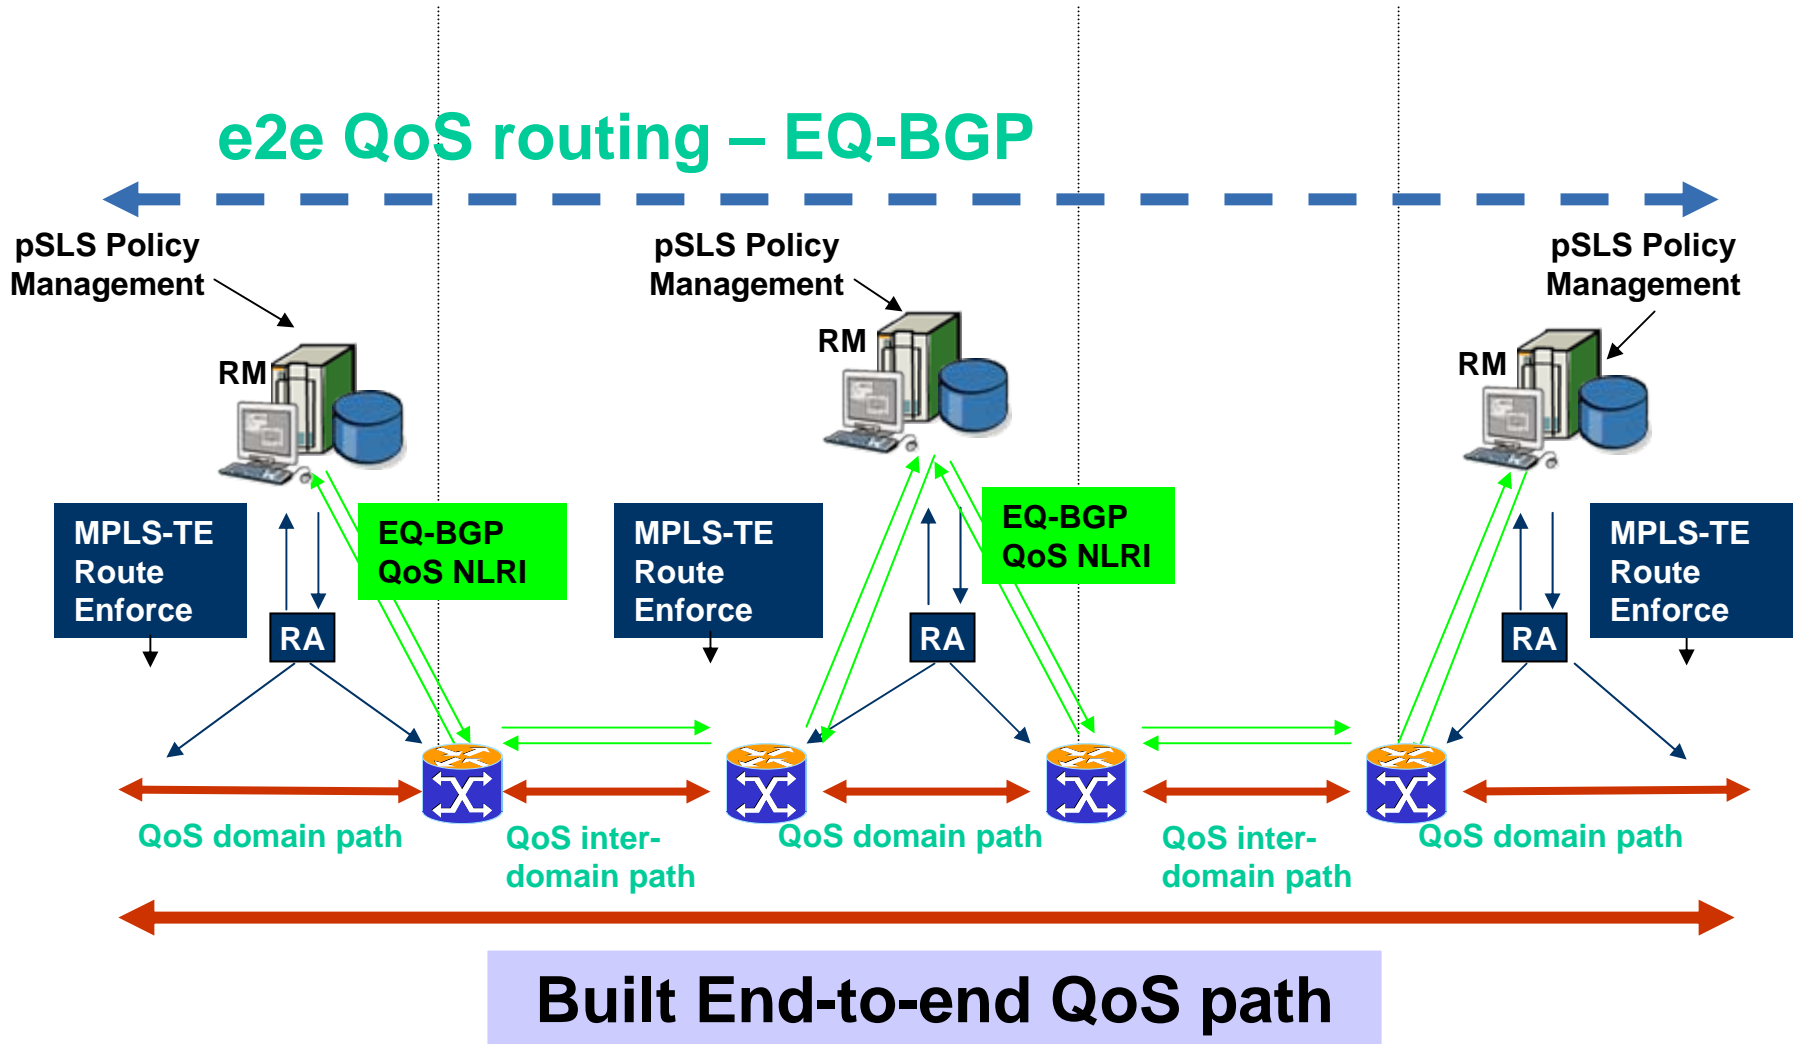 e2e QoS routing – EQ-BGP
pSLS Policy
Management
pSLS Policy
Management
pSLS Policy
Management
RM
RM
RM
MPLS-TE
Route
Enforce
EQ-BGP
QoS NLRI
MPLS-TE
Route
Enforce
EQ-BGP
QoS NLRI
MPLS-TE
Route
Enforce
RA
RA
RA
QoS domain path
QoS inter-
domain path
QoS domain path
QoS inter-
domain path
QoS domain path
Built End-to-end QoS path